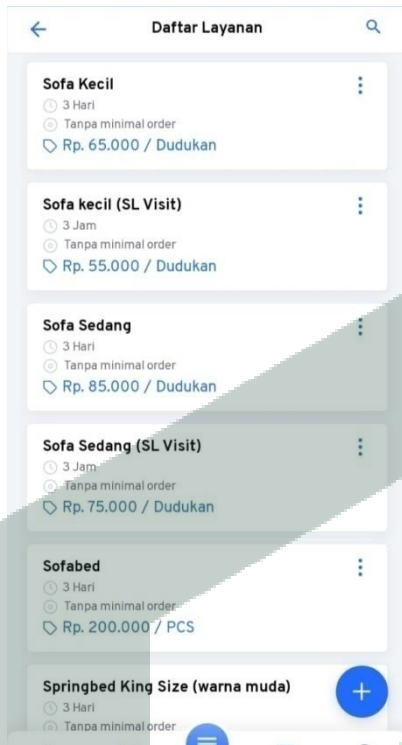 Daftar Layanan
Sofa Kecil
3 Hari
Tanpa minimal order
Rp. 65.000 / Dudukan
Sofa kecil (SL Visit)
3 Jam
Tanpa minimal order
Rp. 55.000 / Dudukan
Sofa Sedang
3 Hari
Tanpa minimal order
Rp. 85.000 / Dudukan
Sofa Sedang (SL Visit)
3 Jam
Tanpa minimal order
Rp. 75.000 / Dudukan
Sofabed
3 Hari
Tanpa minimal order
Rp. 200.000 / PCS
Springbed King Size (warna muda)
3 Hari
Tanpa minimal order